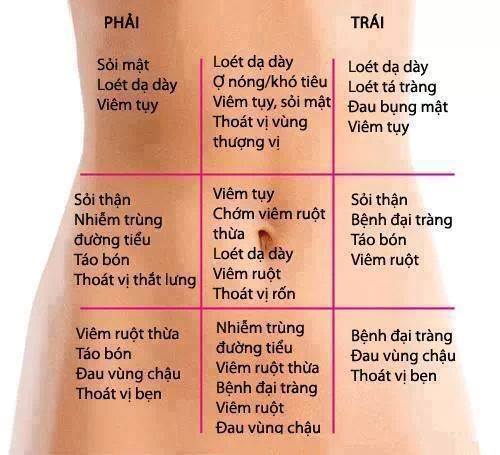 PHẢI
TRÁI
Sỏi mật
Loét dạ dày
Viêm tụy
Loét dạ dày
Ợ nóng/khó tiêu
Viêm tụy, sỏi mật
Thoát vị vùng
thượng vị
Loét dạ dày
Loét tá tràng
Đau bụng mật
Viêm tụy
Sỏi thận
Nhiễm trùng
đường tiểu
Táo bón
Thoát vị thắt lưng
Viêm tụy
Chớm viêm ruột
thừa
Loét dạ dày
Viêm ruột
Thoát vị rốn
Sỏi thận
Bệnh đại tràng
Táo bón
Viêm ruột
Viêm ruột thừa
Táo bón
Đau vùng chậu
Thoát vị bẹn
Nhiễm trùng
đường tiểu
Viêm ruột thừa
Bệnh đại tràng
Viêm ruột
Đau vùng chậu
Bệnh đại tràng
Đau vùng chậu
Thoát vị bẹn